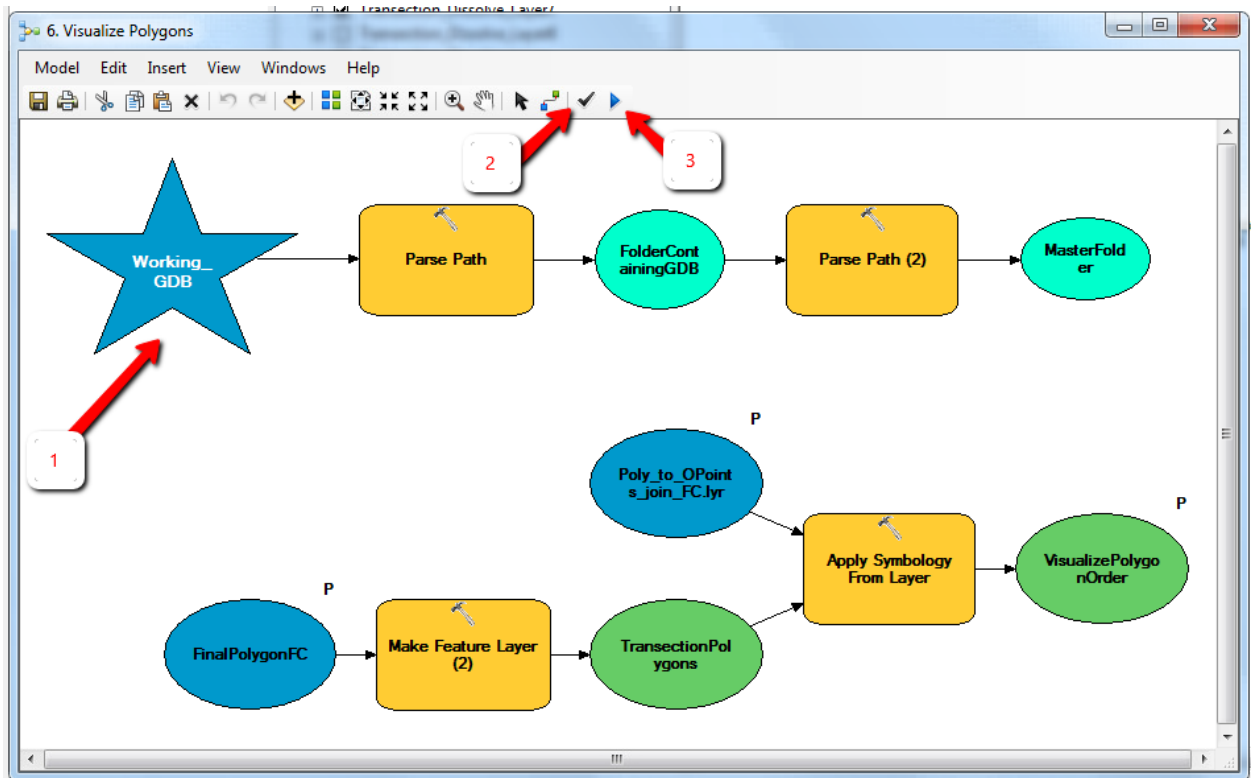 Transection_Dissolve_Layer7
6. Visualize Polygons
Model Edit Insert View Windows Help
2
3
Working_
GDB
Parse Path
FolderCont
ainingGDB
Parse Path (2)
MasterFold
er
1
P
Poly_to_OPoint
s_join_FC.lyr
P
Apply Symbology
From Layer
VisualizePolygo
nOrder
P
FinalPolygonFC
Make Feature Layer
(2)
TransectionPol
ygons